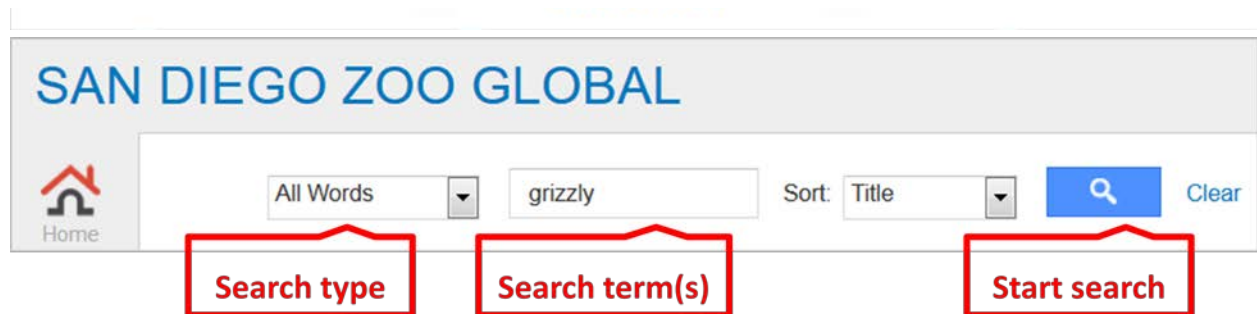 SAN DIEGO ZOO GLOBAL
All Words grizzly Sort: Title Clear
Home
Search type Search term(s) Start search